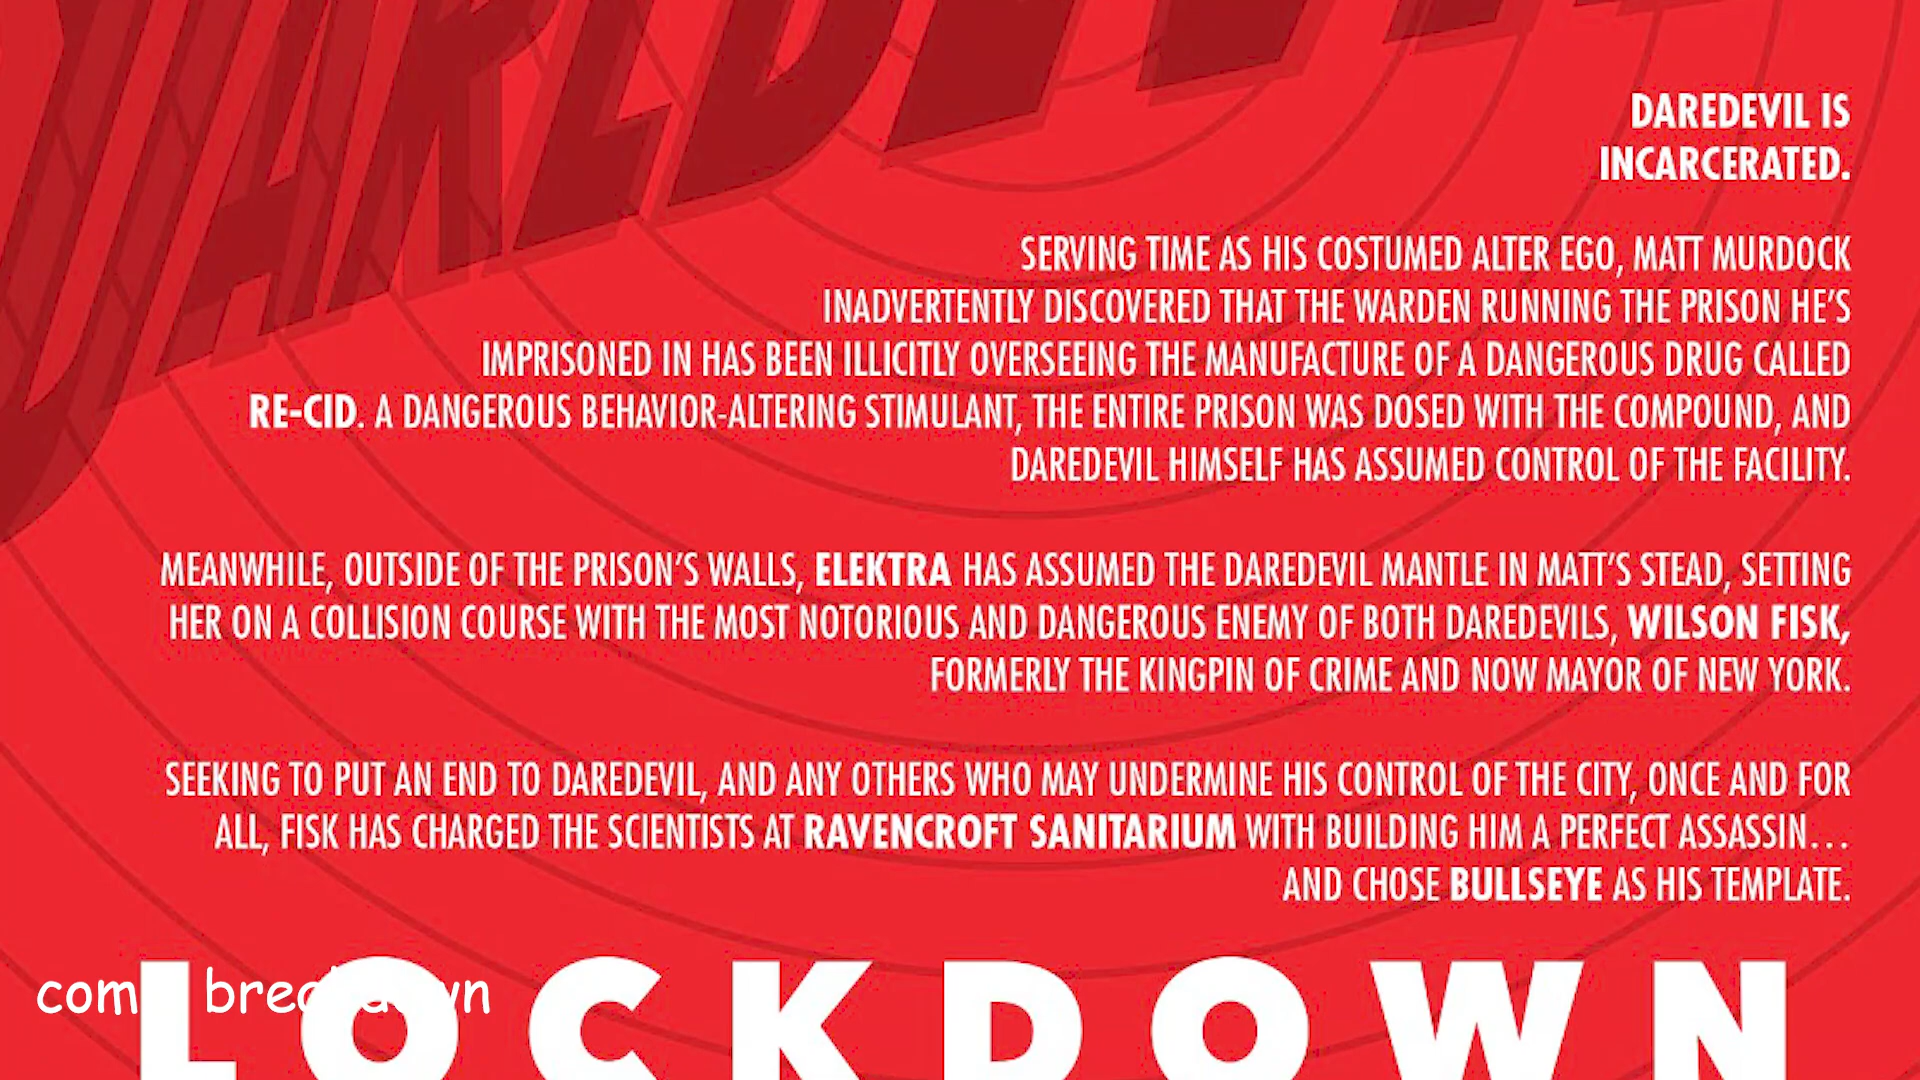 DAREDEVIL IS
INCARCERATED.
SERVING TIME AS HIS COSTUMED ALTER EGO, MATT MURDOCK
INADVERTENTLY DISCOVERED THAT THE WARDEN RUNNING THE PRISON HE'S
IMPRISONED IN HAS BEEN ILLICITLY OVERSEEING THE MANUFACTURE OF A DANGEROUS DRUG CALLED
RE-CID. A DANGEROUS BEHAVIOR-ALTERING STIMULANT, THE ENTIRE PRISON WAS DOSED WITH THE COMPOUND, AND
DAREDEVIL HIMSELF HAS ASSUMED CONTROL OF THE FACILITY.
MEANWHILE, OUTSIDE OF THE PRISON'S WALLS, ELEKTRA HAS ASSUMED THE DAREDEVIL MANTLE IN MATT'S STEAD, SETTING
HER ON A COLLISION COURSE WITH THE MOST NOTORIOUS AND DANGEROUS ENEMY OF BOTH DAREDEVILS, WILSON FISK,
FORMERLY THE KINGPIN OF CRIME AND NOW MAYOR OF NEW YORK.
SEEKING TO PUT AN END TO DAREDEVIL, AND ANY OTHERS WHO MAY UNDERMINE HIS CONTROL OF THE CITY, ONCE AND FOR
ALL, FISK HAS CHARGED THE SCIENTISTS AT RAVENCROFT SANITARIUM WITH BUILDING HIM A PERFECT ASSASSIN...
AND CHOSE BULLSEYE AS HIS TEMPLATE.
LOCKDOWN